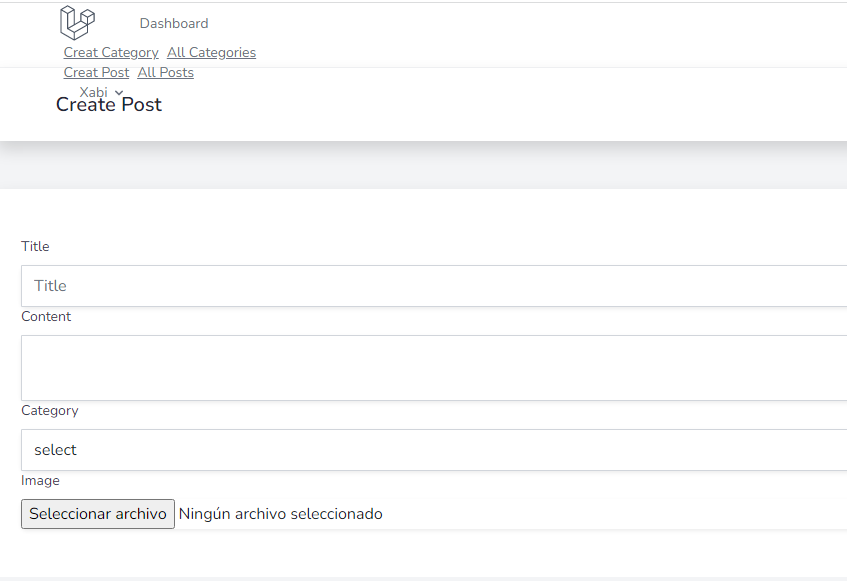 Dashboard
Creat Category All Categories
Creat Post All Posts
Xabi
Create Post
Title
Title
Content
Category
select
Image
Seleccionar archivo Ningún archivo seleccionado